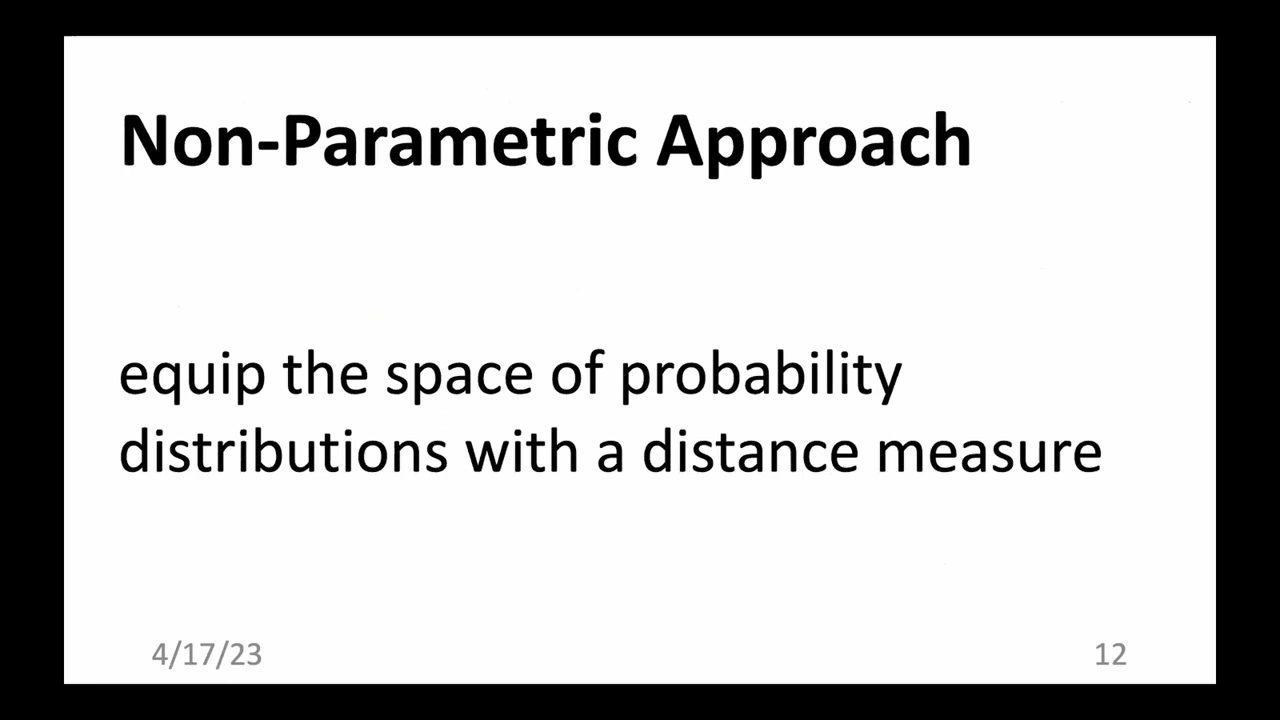 Non-Parametric Approach
equip the space of probability
distributions with a distance measure
4/17/23
12